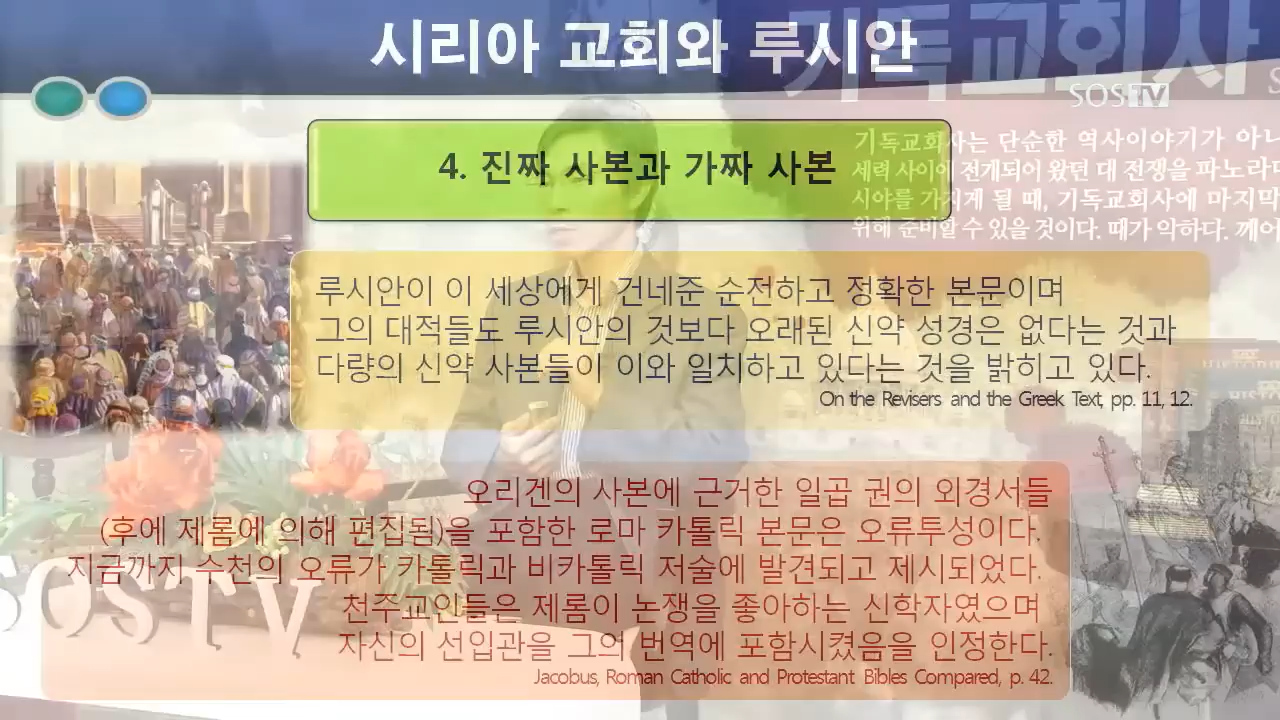 시리아 교회와 루시안
기독교회사
SOSTV
4. 진짜 사본과 가짜 사본
기독교회사는 단순한 역사이야기가 아니
세력 사이에 전개되어 왔던 대 전쟁을 파노라마
시야를 가지게 될 때, 기독교회사에 마지막
위해 준비할 수 있을 것이다. 때가 악하다. 깨어
루시안이 이 세상에게 건네준 순전하고 정확한 본문이며
그의 대적들도 루시안의 것보다 오래된 신약 성경은 없다는 것과
다량의 신약 사본들이 이와 일치하고 있다는 것을 밝히고 있다.
On the Revisers and the Greek Text, pp. 11, 12.
오리겐의 사본에 근거한 일곱 권의 외경서들
(후에 제롬에 의해 편집됨)을 포함한 로마 카톨릭 본문은 오류투성이다.
지금까지 수천의 오류가 카톨릭과 비카톨릭 저술에 발견되고 제시되었다.
천주교인들은 제롬이 논쟁을 좋아하는 신학자였으며
자신의 선입관을 그의 번역에 포함시켰음을 인정한다.
Jacobus, Roman Catholic and Protestant Bibles Compared, p. 42.
SOSTV